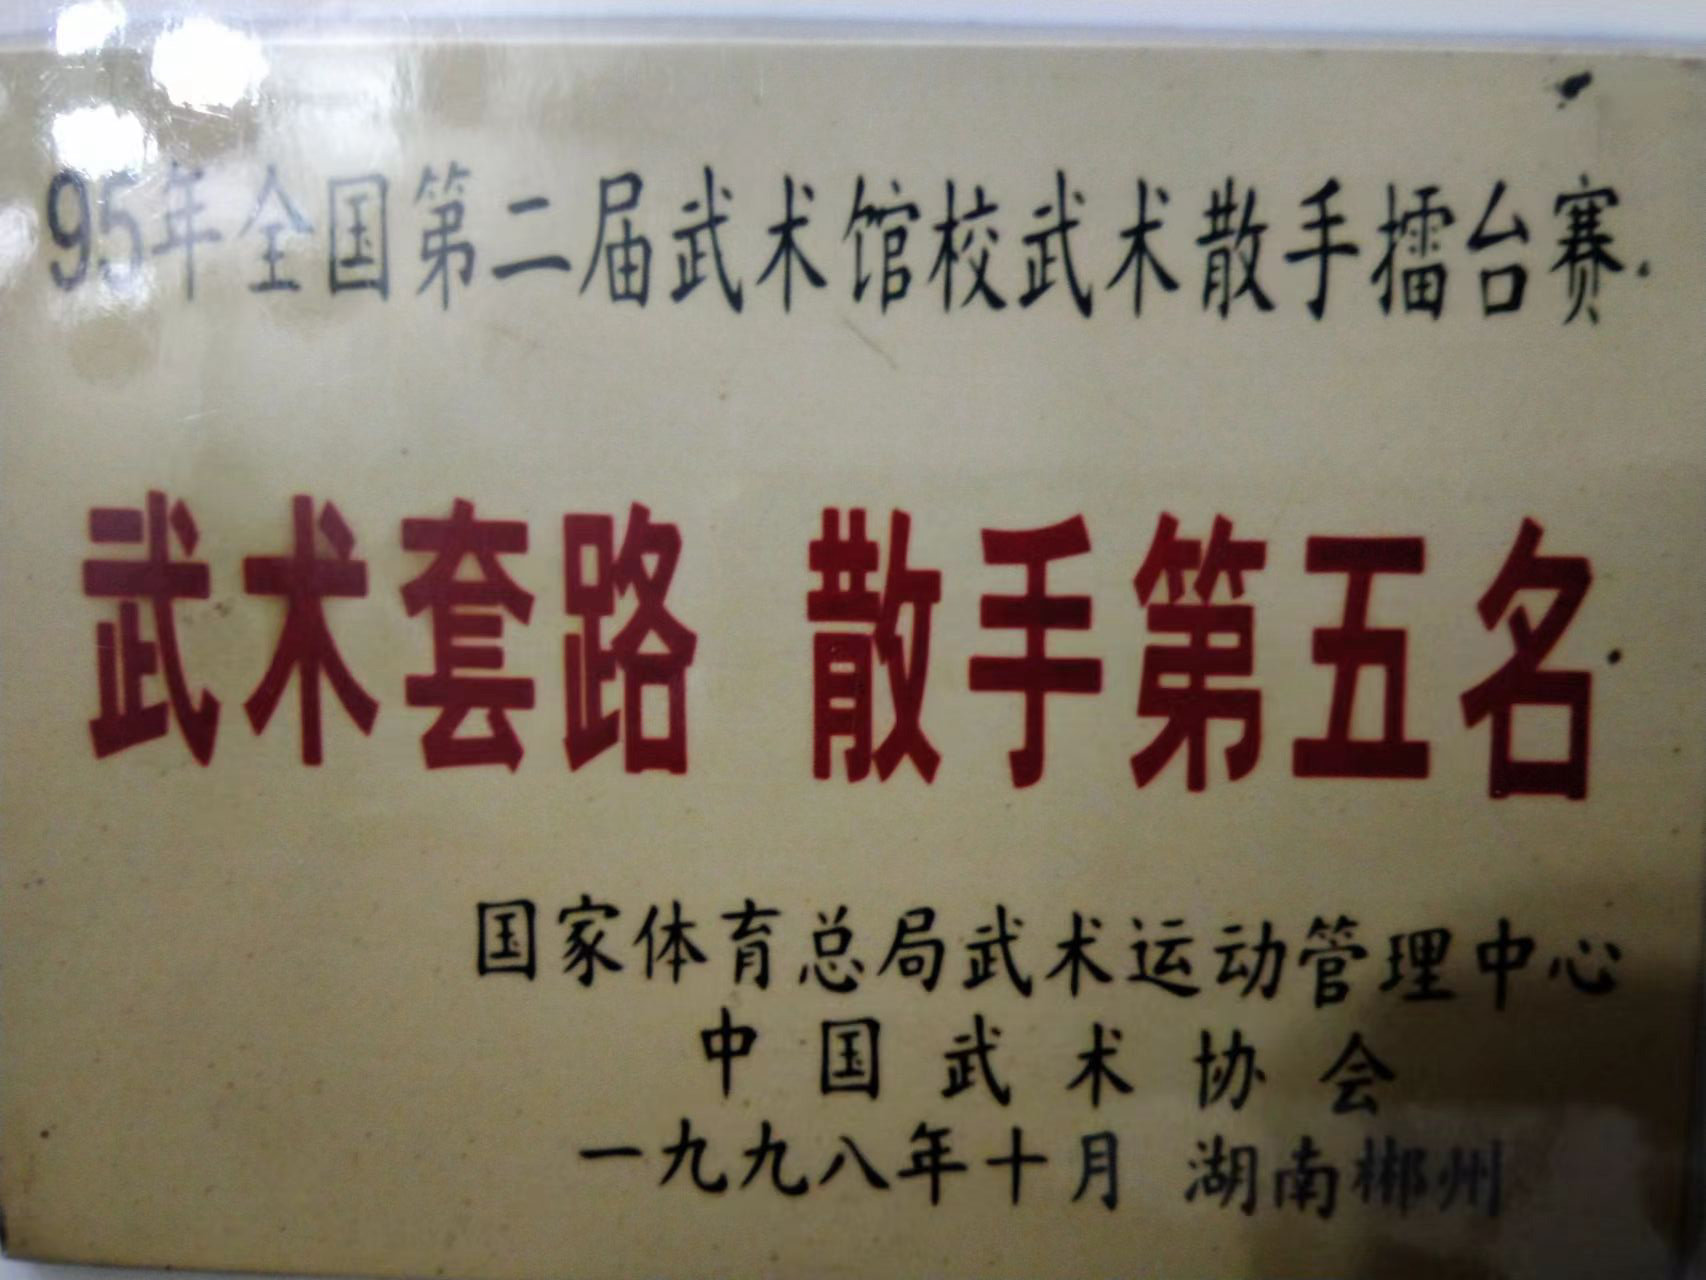 95年全国第二届武术馆校武术散手擂台赛
武术套路 散手第五名
国家体育总局武术运动管理中心
中国武术协会
一九九八年十月 湖南郴州